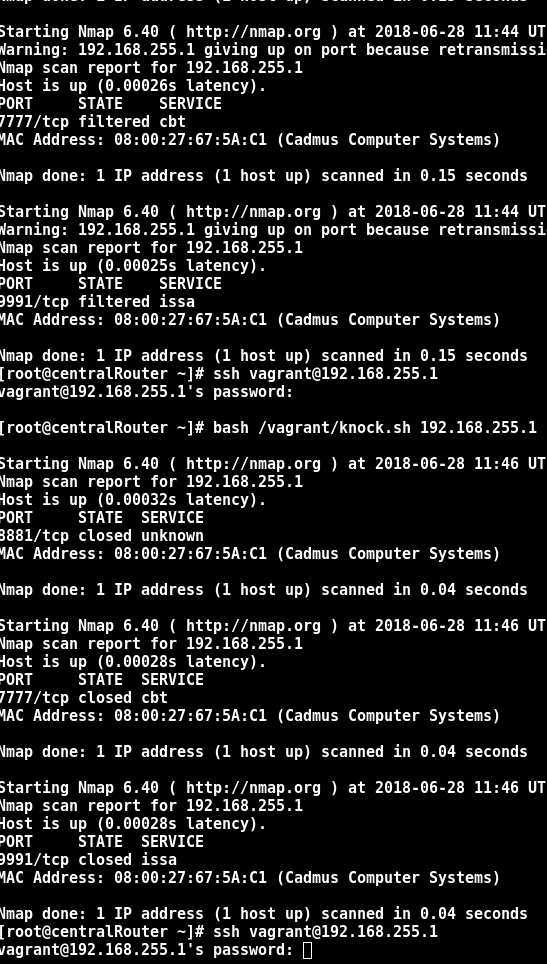 Nmap done: 1 IP address (1 host up) scanned in 0.13 seconds

Starting Nmap 6.40 ( http://nmap.org ) at 2018-06-28 11:44 UT
Warning: 192.168.255.1 giving up on port because retransmissi
Nmap scan report for 192.168.255.1
Host is up (0.00026s latency).
PORT     STATE    SERVICE
7777/tcp filtered cbt
MAC Address: 08:00:27:67:5A:C1 (Cadmus Computer Systems)

Nmap done: 1 IP address (1 host up) scanned in 0.15 seconds

Starting Nmap 6.40 ( http://nmap.org ) at 2018-06-28 11:44 UT
Warning: 192.168.255.1 giving up on port because retransmissi
Nmap scan report for 192.168.255.1
Host is up (0.00025s latency).
PORT     STATE    SERVICE
9991/tcp filtered issa
MAC Address: 08:00:27:67:5A:C1 (Cadmus Computer Systems)

Nmap done: 1 IP address (1 host up) scanned in 0.15 seconds
[root@centralRouter ~]# ssh vagrant@192.168.255.1
vagrant@192.168.255.1's password:

[root@centralRouter ~]# bash /vagrant/knock.sh 192.168.255.1

Starting Nmap 6.40 ( http://nmap.org ) at 2018-06-28 11:46 UT
Nmap scan report for 192.168.255.1
Host is up (0.00032s latency).
PORT     STATE  SERVICE
8881/tcp closed unknown
MAC Address: 08:00:27:67:5A:C1 (Cadmus Computer Systems)

Nmap done: 1 IP address (1 host up) scanned in 0.04 seconds

Starting Nmap 6.40 ( http://nmap.org ) at 2018-06-28 11:46 UT
Nmap scan report for 192.168.255.1
Host is up (0.00028s latency).
PORT     STATE  SERVICE
7777/tcp closed cbt
MAC Address: 08:00:27:67:5A:C1 (Cadmus Computer Systems)

Nmap done: 1 IP address (1 host up) scanned in 0.04 seconds

Starting Nmap 6.40 ( http://nmap.org ) at 2018-06-28 11:46 UT
Nmap scan report for 192.168.255.1
Host is up (0.00028s latency).
PORT     STATE  SERVICE
9991/tcp closed issa
MAC Address: 08:00:27:67:5A:C1 (Cadmus Computer Systems)

Nmap done: 1 IP address (1 host up) scanned in 0.04 seconds
[root@centralRouter ~]# ssh vagrant@192.168.255.1
vagrant@192.168.255.1's password: